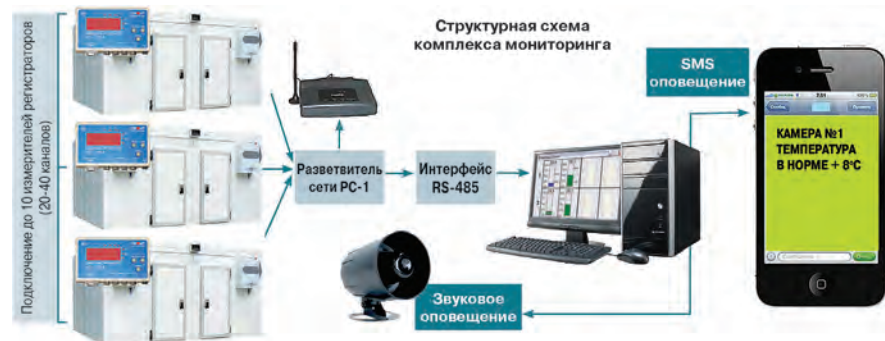 Структурная схема
комплекса мониторинга
Подключение до 10 измерителей регистраторов
(20-40 каналов)
Разветвитель
сети РС-1
Интерфейс
RS-485
SMS
оповещение
КАМЕРА №1
ТЕМПЕРАТУРА
В НОРМЕ + 8°С
Звуковое
оповещение